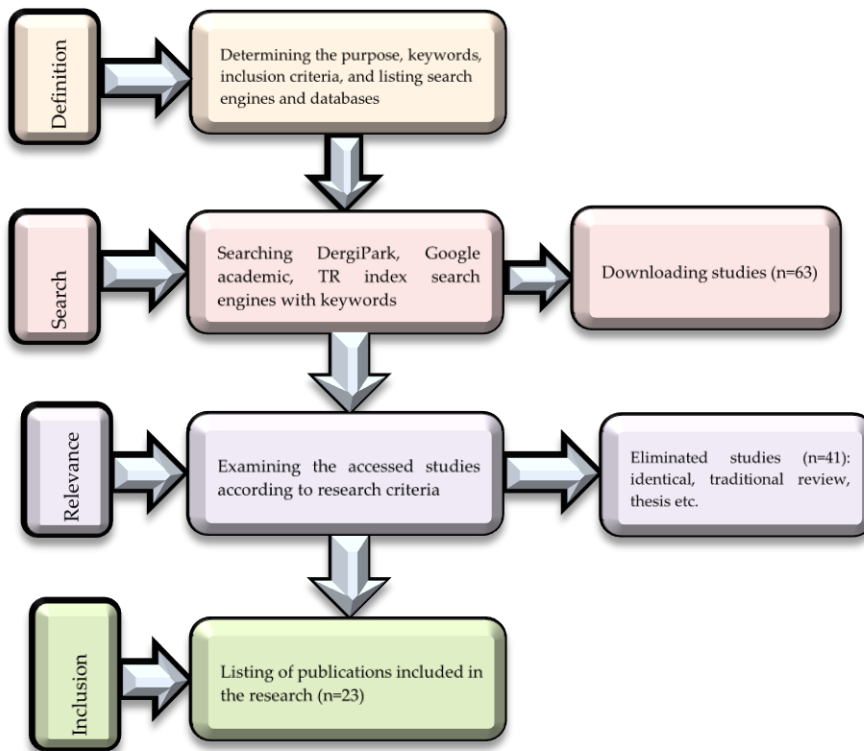 Definition
Determining the purpose, keywords,
inclusion criteria, and listing search
engines and databases
Search
Searching DergiPark, Google
academic, TR index search
engines with keywords
Downloading studies (n=63)
Relevance
Examining the accessed studies
according to research criteria
Eliminated studies (n=41):
identical, traditional review,
thesis etc.
Inclusion
Listing of publications included in
the research (n=23)